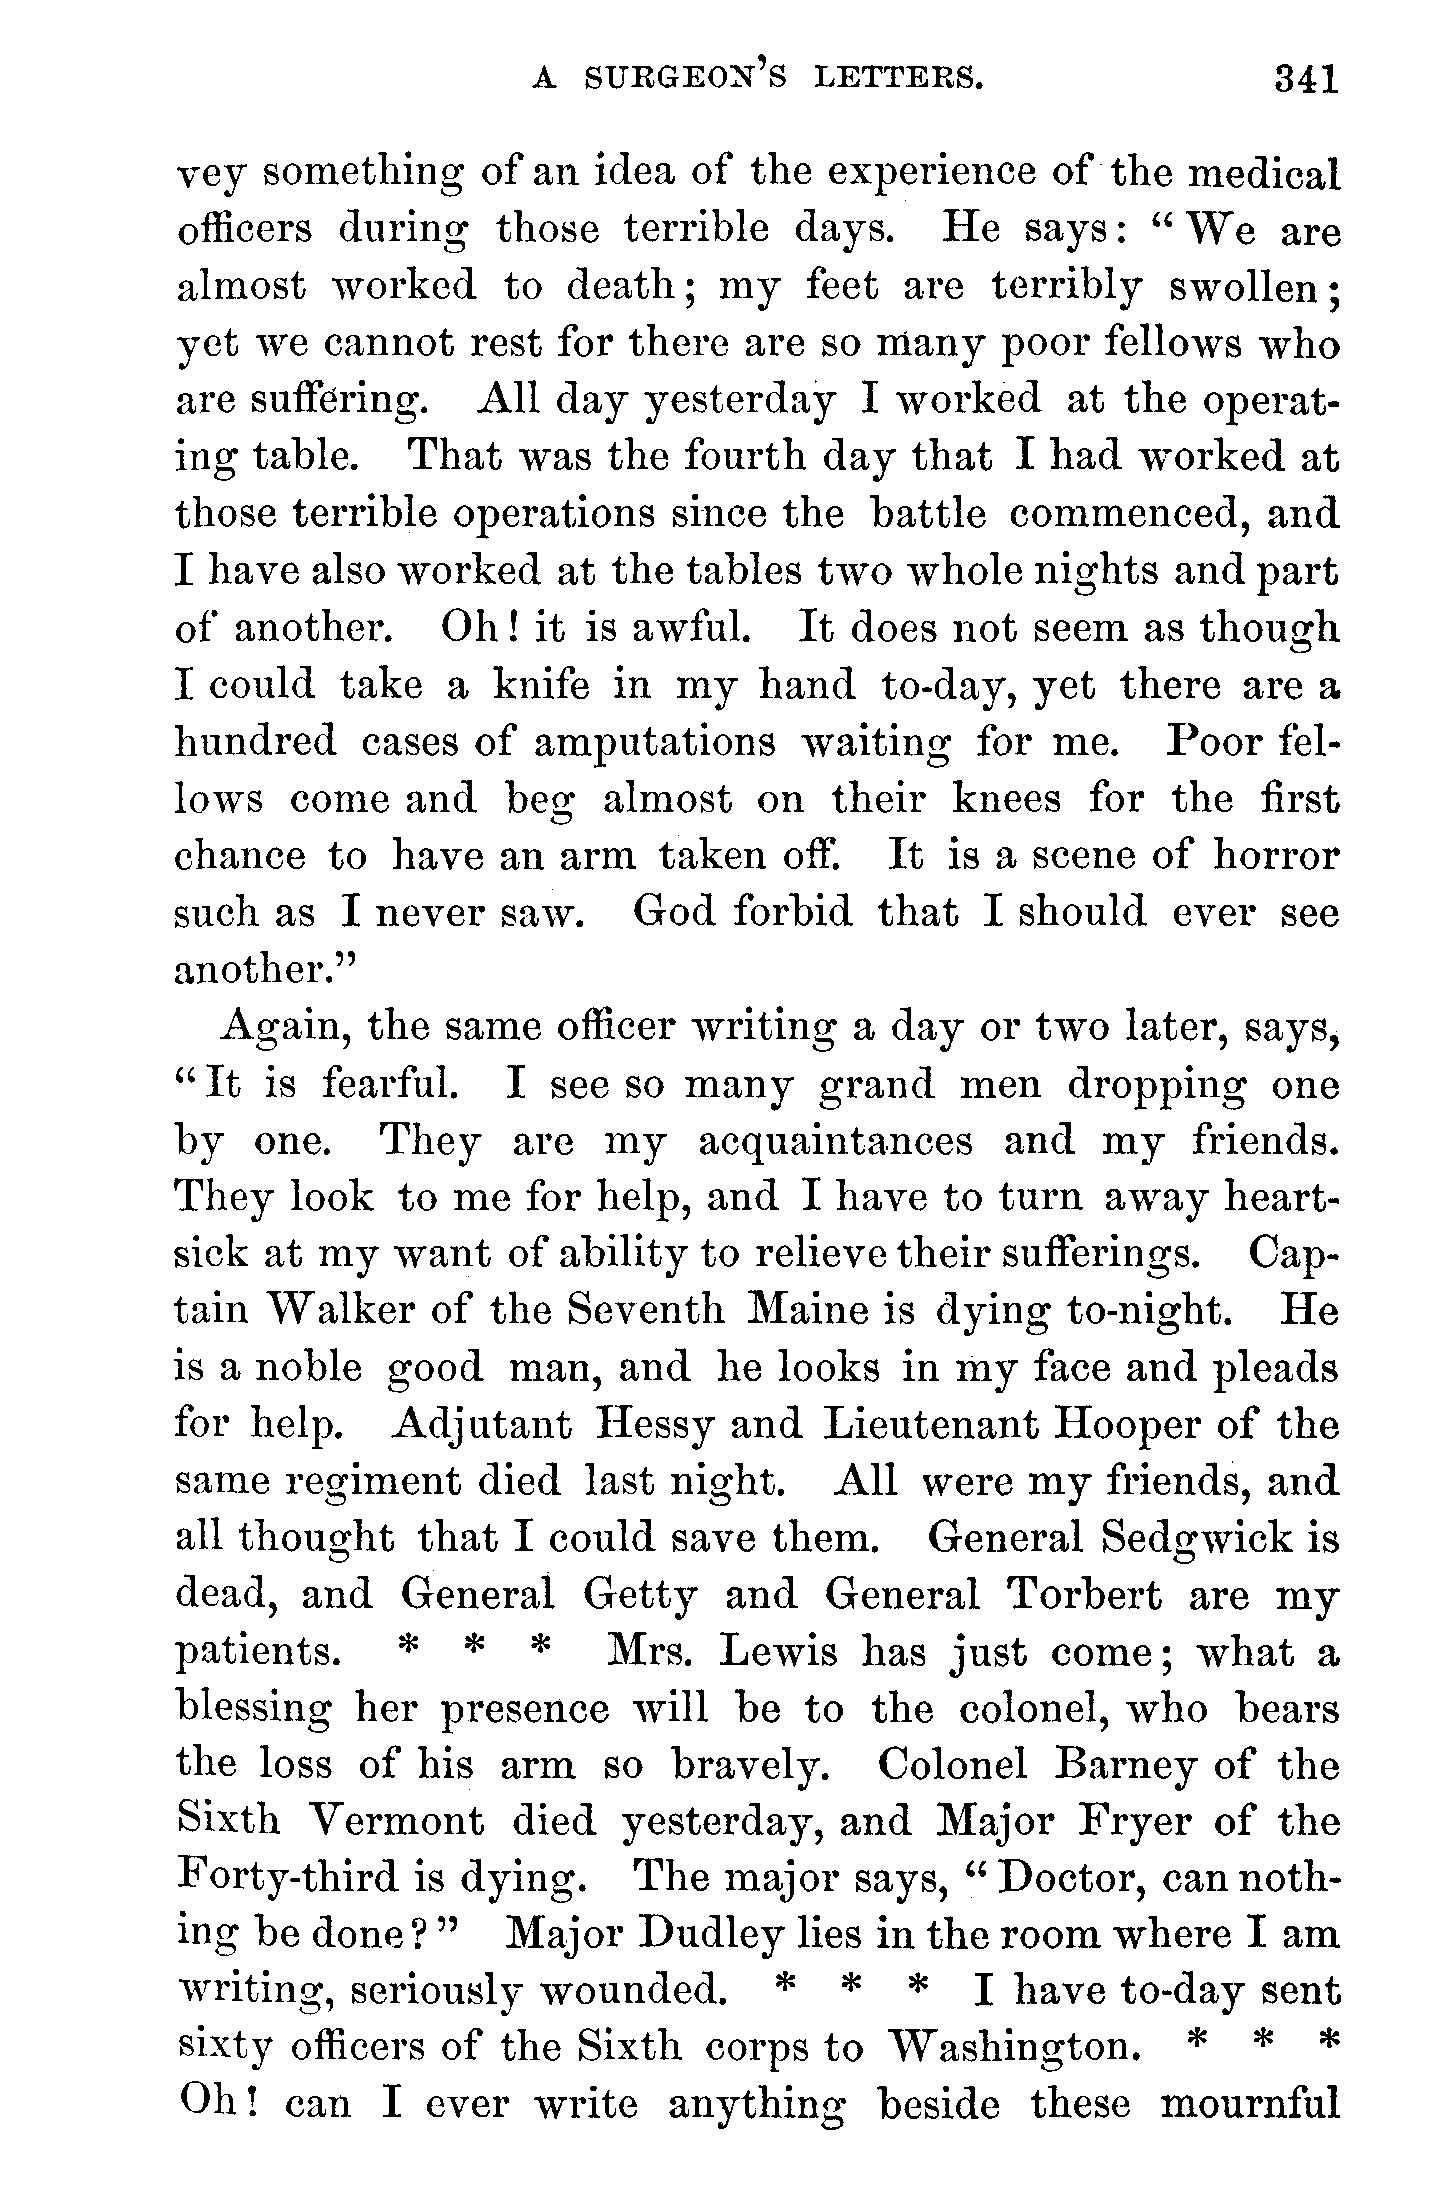 A SURGEON'S LETTERS. 341
vey something of an idea of the experience of the medical
officers during those terrible days. He says: “We are
almost worked to death; my feet are terribly swollen;
yet we cannot rest for there are so many poor fellows who
are suffering. All day yesterday I worked at the operat-
ing table. That was the fourth day that I had worked at
those terrible operations since the battle commenced, and
I have also worked at the tables two whole nights and part
of another. Oh! it is awful. It does not seem as though
I could take a knife in my hand to-day, yet there are a
hundred cases of amputations waiting for me. Poor fel-
lows come and beg almost on their knees for the first
chance to have an arm taken off. It is a scene of horror
such as I never saw. God forbid that I should ever see
another.”
Again, the same officer writing a day or two later, says,
“It is fearful. I see so many grand men dropping one
by one. They are my acquaintances and my friends.
They look to me for help, and I have to turn away heart-
sick at my want of ability to relieve their sufferings. Cap-
tain Walker of the Seventh Maine is dying to-night. He
is a noble good man, and he looks in my face and pleads
for help. Adjutant Hessy and Lieutenant Hooper of the
same regiment died last night. All were my friends, and
all thought that I could save them. General Sedgwick is
dead, and General Getty and General Torbert are my
patients. * * * Mrs. Lewis has just come; what a
blessing her presence will be to the colonel, who bears
the loss of his arm so bravely. Colonel Barney of the
Sixth Vermont died yesterday, and Major Fryer of the
Forty-third is dying. The major says, “Doctor, can noth-
ing be done?” Major Dudley lies in the room where I am
writing, seriously wounded. * * * I have to-day sent
sixty officers of the Sixth corps to Washington. * * *
Oh! can I ever write anything beside these mournful